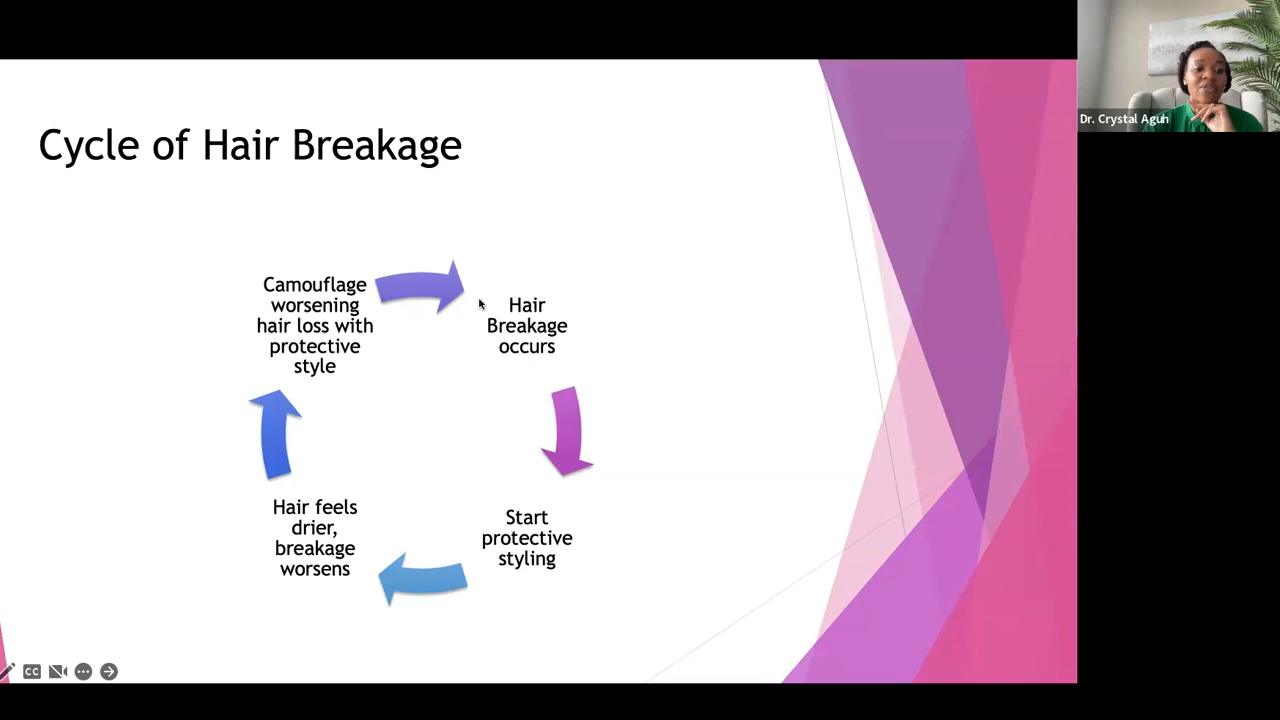 Cycle of Hair Breakage
Dr. Crystal Aguh
Camouflage
worsening
hair loss with
protective
style
Hair
Breakage
occurs
Start
protective
styling
Hair feels
drier,
breakage
worsens
CC